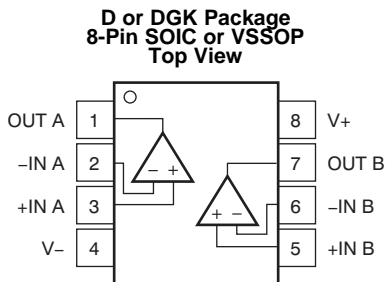 D or DGK Package
8-Pin SOIC or VSSOP
Top View
OUT A 1 8 V+
–IN A 2 7 OUT B
– +
+IN A 3 6 –IN B
+ –
V– 4 5 +IN B